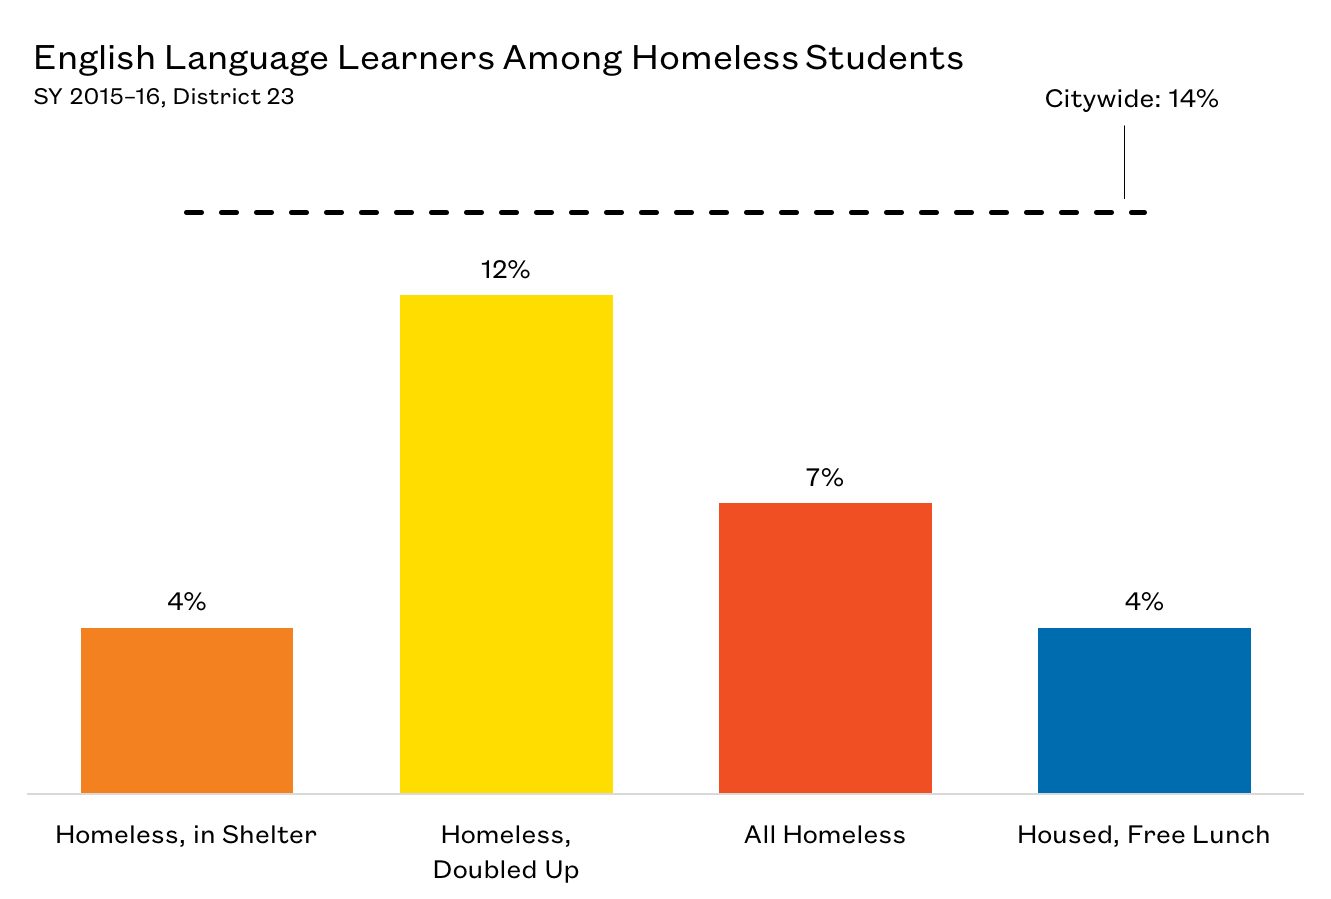 English Language Learners Among Homeless Students
SY 2015–16, District 23
Citywide: 14%
12%
7%
4%
4%
Homeless, in Shelter
Homeless,
Doubled Up
All Homeless
Housed, Free Lunch